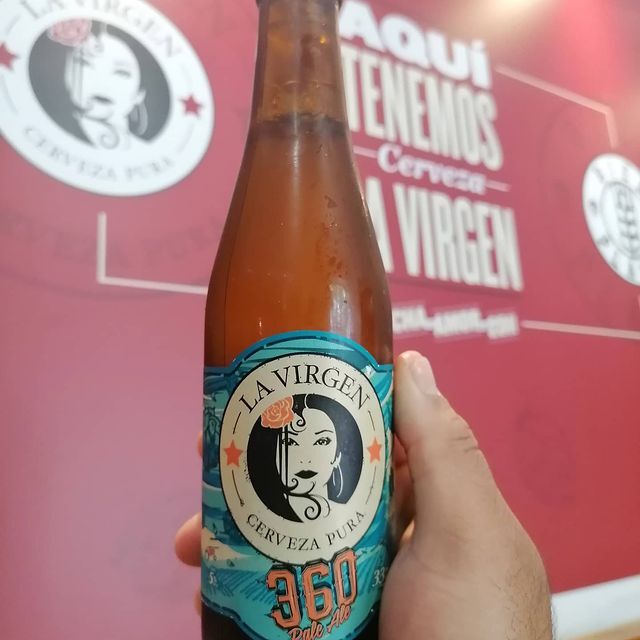 LA VIRGEN
CERVEZA PURA
AQUÍ
TENEMOS
Cerveza
LA VIRGEN
LA VIRGEN
CERVEZA PURA
360
Pale Ale